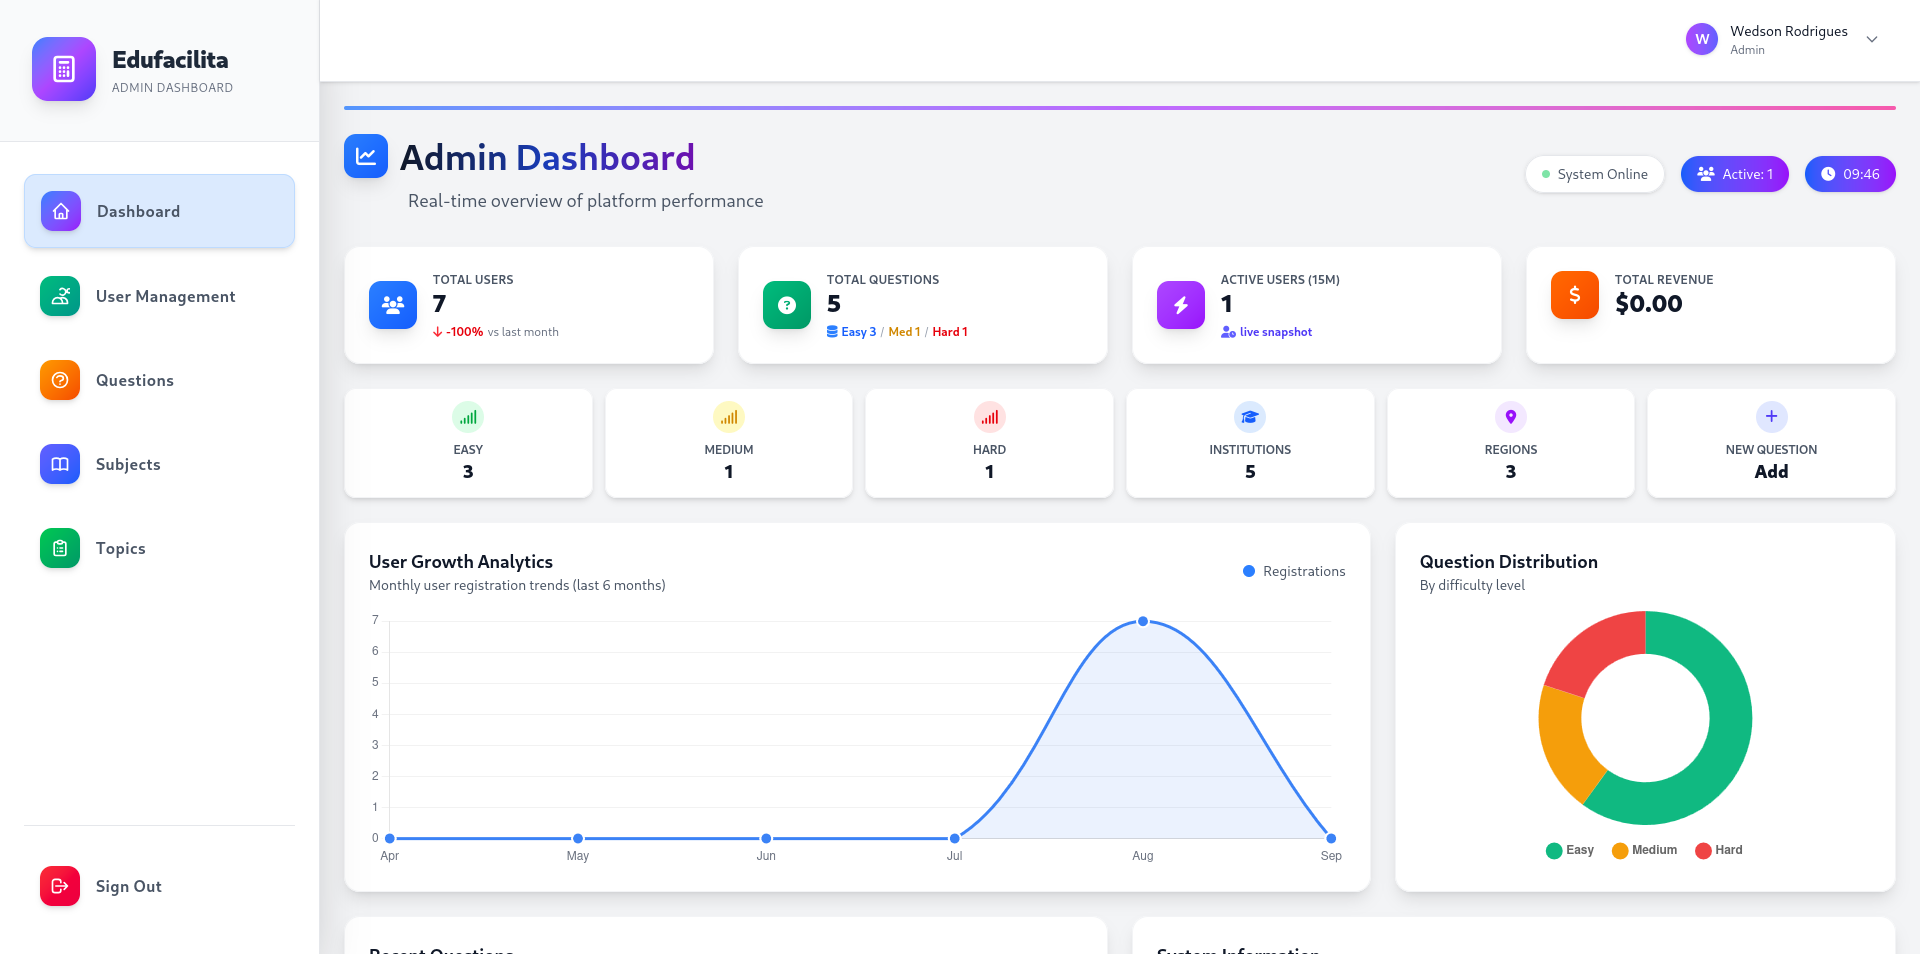 Edufacilita
ADMIN DASHBOARD
Dashboard
User Management
Questions
Subjects
Topics
Sign Out
W
Wedson Rodrigues
Admin
Admin Dashboard
Real-time overview of platform performance
System Online
Active: 1
09:46
TOTAL USERS
7
-100% vs last month
TOTAL QUESTIONS
5
Easy 3 / Med 1 / Hard 1
ACTIVE USERS (15M)
1
live snapshot
TOTAL REVENUE
$0.00
EASY
3
MEDIUM
1
HARD
1
INSTITUTIONS
5
REGIONS
3
NEW QUESTION
Add
User Growth Analytics
Monthly user registration trends (last 6 months)
Registrations
7
6
5
4
3
2
1
0
Apr May Jun Jul Aug Sep
Question Distribution
By difficulty level
Easy Medium Hard
Recent Questions
System Information